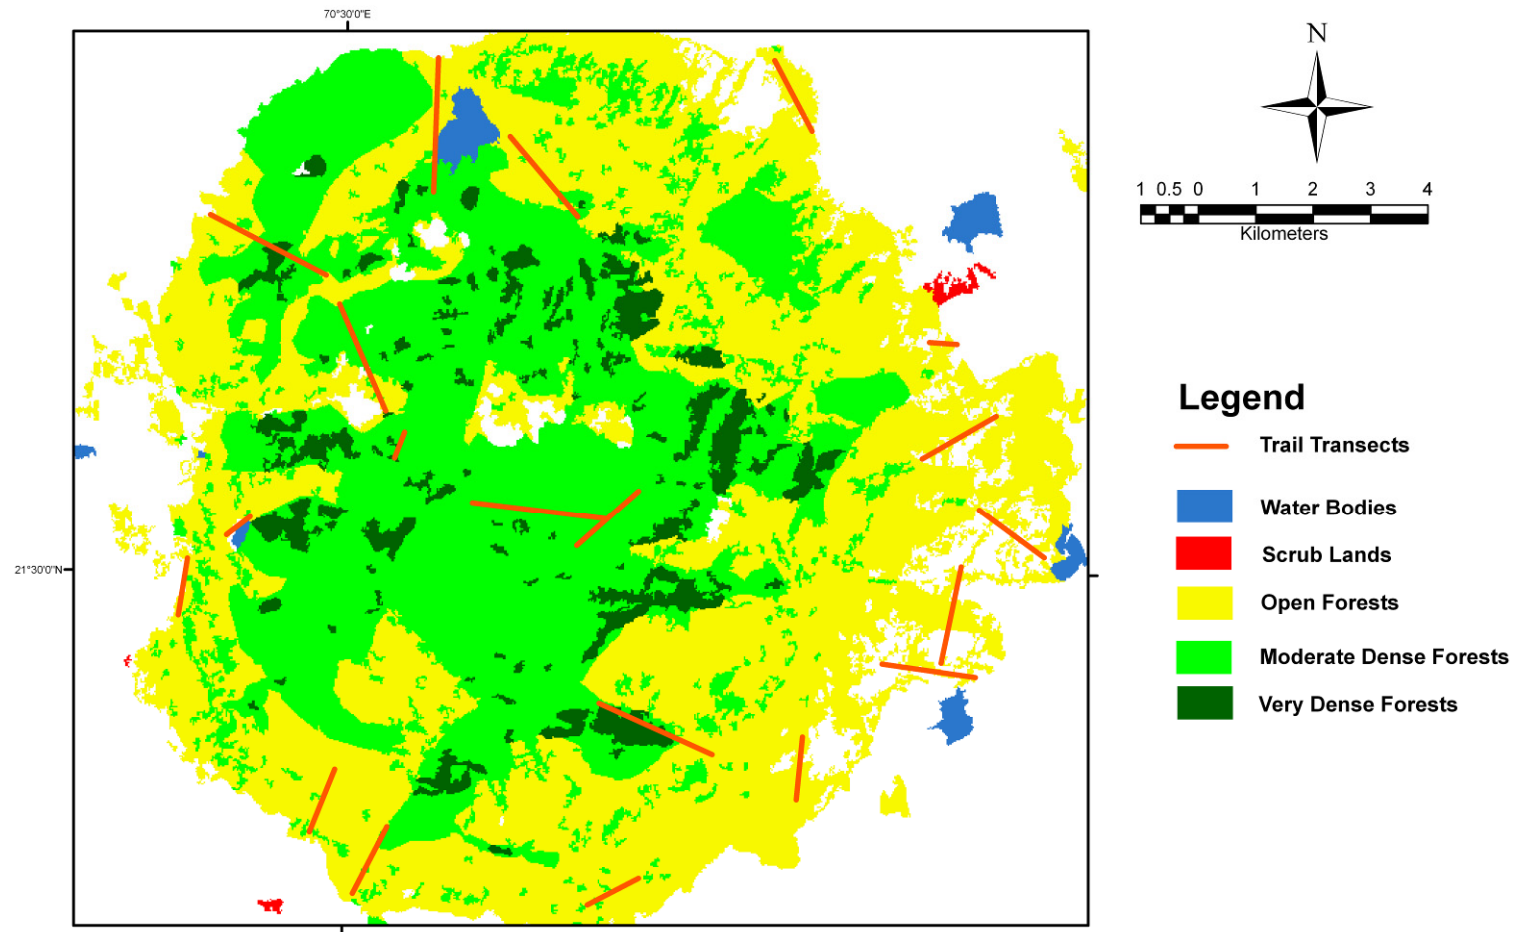 70°30'0"E
N
1 0.5 0 1 2 3 4
Kilometers
Legend
Trail Transects
Water Bodies
Scrub Lands
21°30'0"N
Open Forests
Moderate Dense Forests
Very Dense Forests